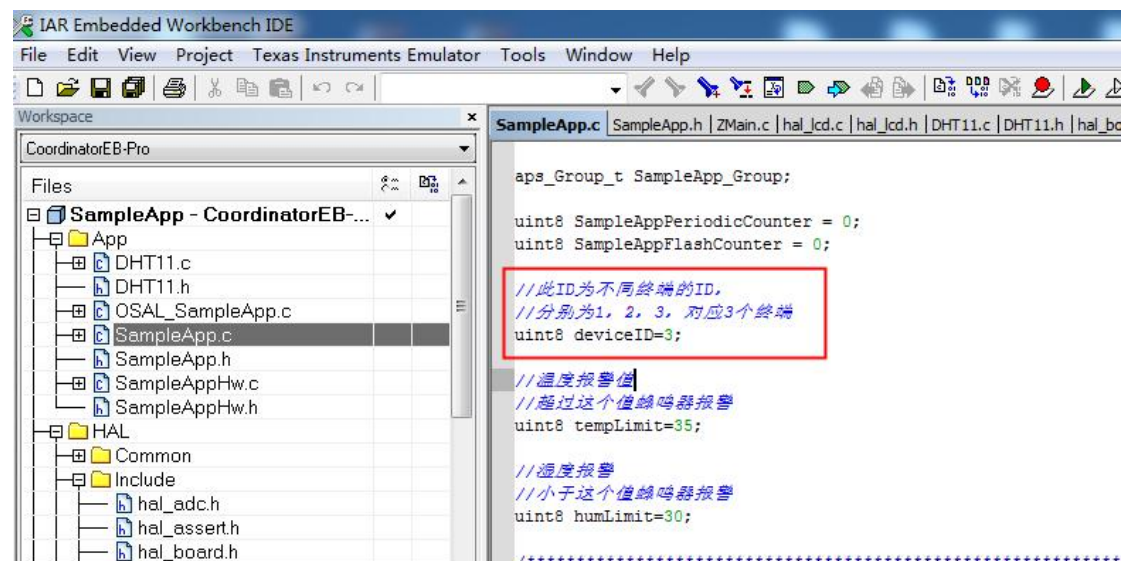 IAR Embedded Workbench IDE
File Edit View Project Texas Instruments Emulator Tools Window Help
Workspace
CoordinatorEB-Pro
Files
SampleApp - CoordinatorEB-...
App
DHT11.c
DHT11.h
OSAL_SampleApp.c
SampleApp.c
SampleApp.h
SampleAppHw.c
SampleAppHw.h
HAL
Common
Include
hal_adc.h
hal_assert.h
hal_board.h
SampleApp.c SampleApp.h | ZMain.c | hal_lcd.c | hal_lcd.h | DHT11.c | DHT11.h | hal_bo
aps_Group_t SampleApp_Group;
uint8 SampleAppPeriodicCounter = 0;
uint8 SampleAppFlashCounter = 0;
//此ID为不同终端的ID,
//分别为1, 2, 3, 对应3个终端
uint8 deviceID=3;
//温度报警值
//超过这个值蜂鸣器报警
uint8 tempLimit=35;
//湿度报警
//小于这个值蜂鸣器报警
uint8 humLimit=30;